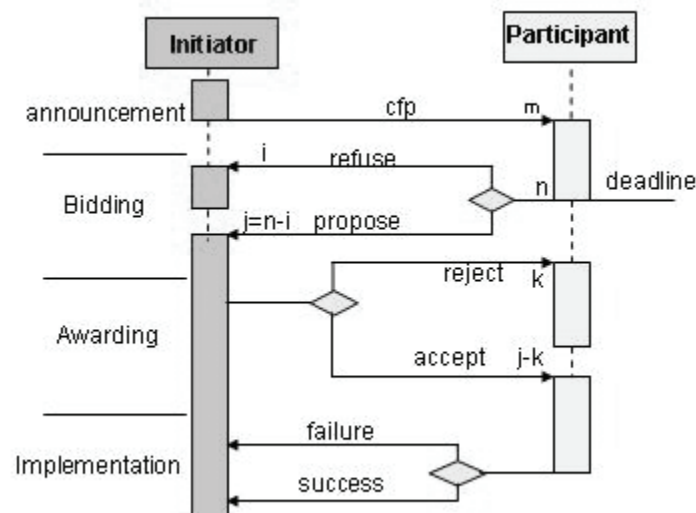 Initiator
Participant
announcement
cfp
m
i
refuse
n
deadline
Bidding
j=n-i
propose
reject
k
Awarding
accept
j-k
failure
Implementation
success